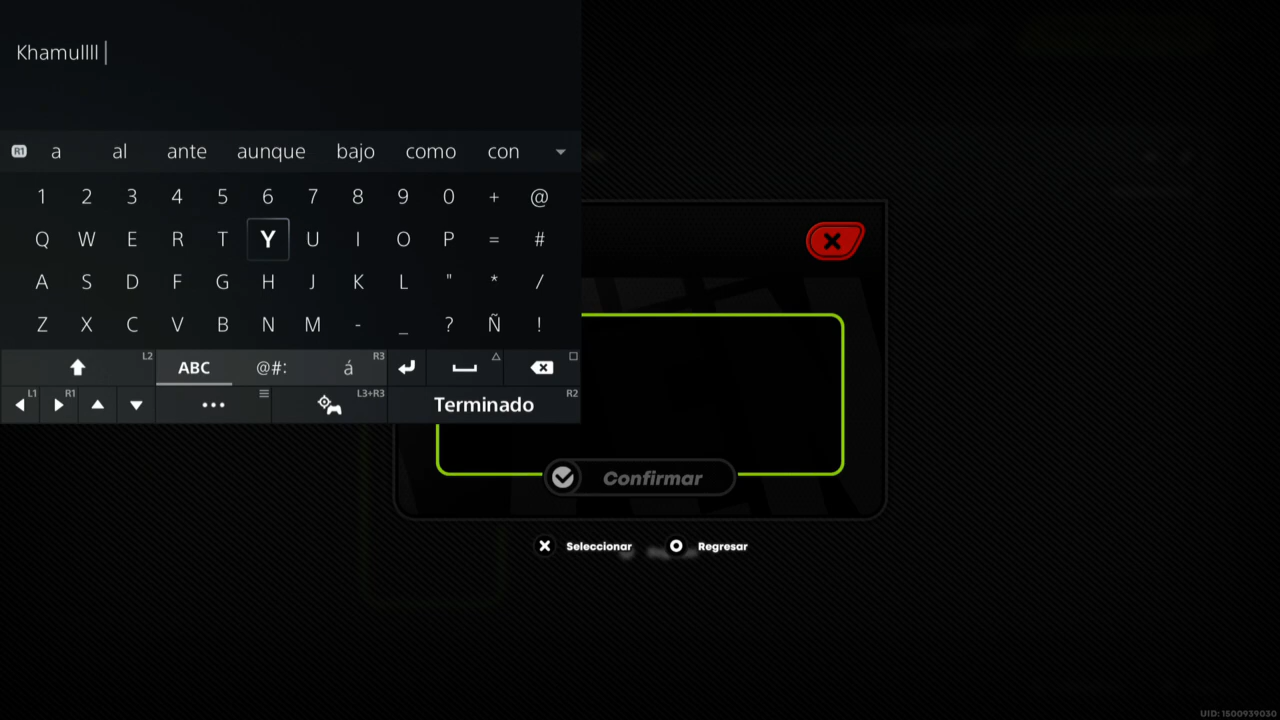 Khamullll
R1 a al ante aunque bajo como con
1 2 3 4 5 6 7 8 9 0 + @
Q W E R T Y U I O P = #
A S D F G H J K L " * /
Z X C V B N M - _ ? Ñ !
L2 ABC @#: á R3 △ □
L1 R1 ... L3+R3 Terminado R2
Confirmar
Seleccionar Regresar
UID: 1500939030